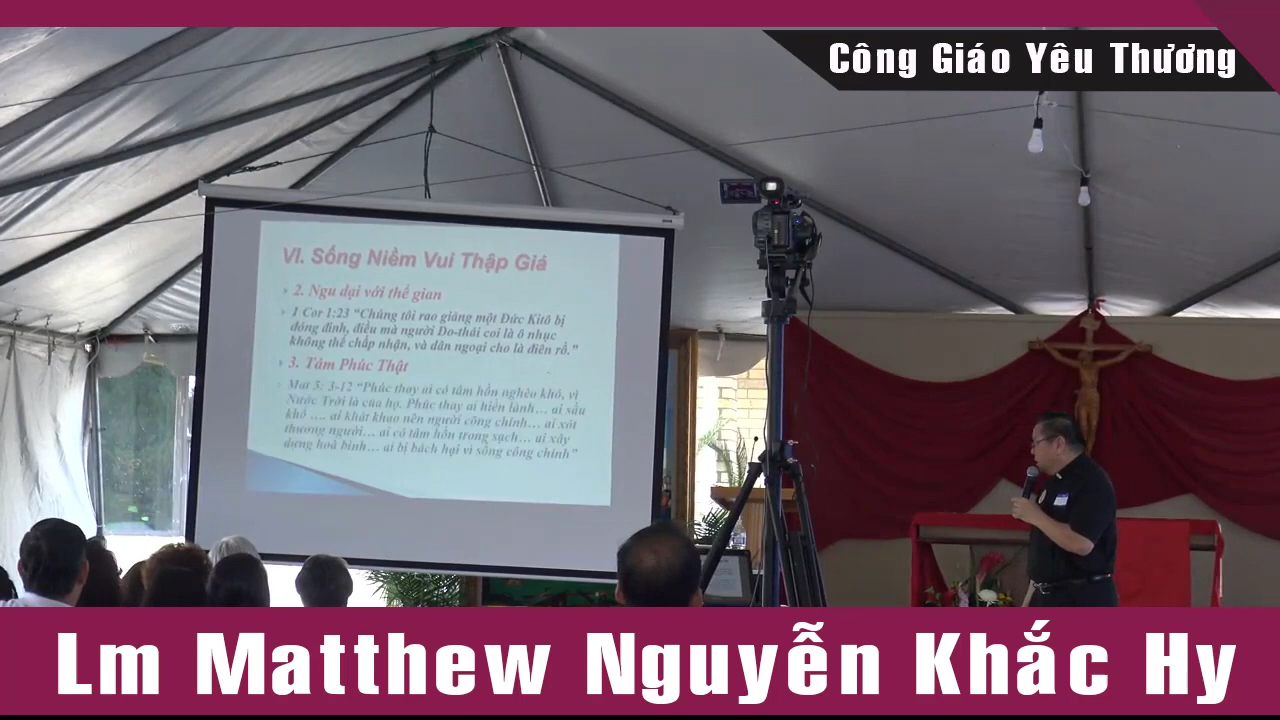 Công Giáo Yêu Thương
VI. Sống Niềm Vui Thập Giá
2. Ngu dại với thế gian
1 Cor 1:23 “Chúng tôi rao giảng một Đức Kitô bị
đóng đinh, điều mà người Do-thái coi là ô nhục
không thể chấp nhận, và dân ngoại cho là điên rồ.”
3. Tám Phúc Thật
Mat 5: 3-12 “Phúc thay ai có tâm hồn nghèo khó, vì
Nước Trời là của họ. Phúc thay ai hiền lành… ai sầu
khổ …. ai khát khao nên người công chính… ai xót
thương người… ai có tâm hồn trong sạch… ai xây
dựng hoà bình… ai bị bách hại vì sống công chính”
Lm Matthew Nguyễn Khắc Hy